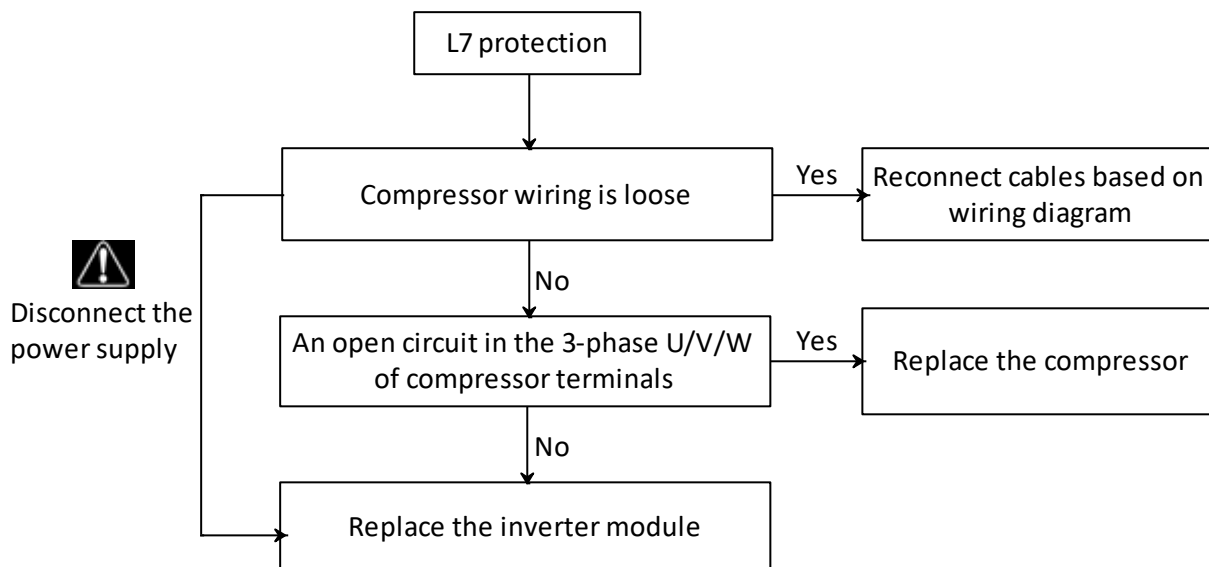 L7 protection
Compressor wiring is loose
Yes
Reconnect cables based on
wiring diagram
No
Disconnect the
power supply
An open circuit in the 3-phase U/V/W
of compressor terminals
Yes
Replace the compressor
No
Replace the inverter module